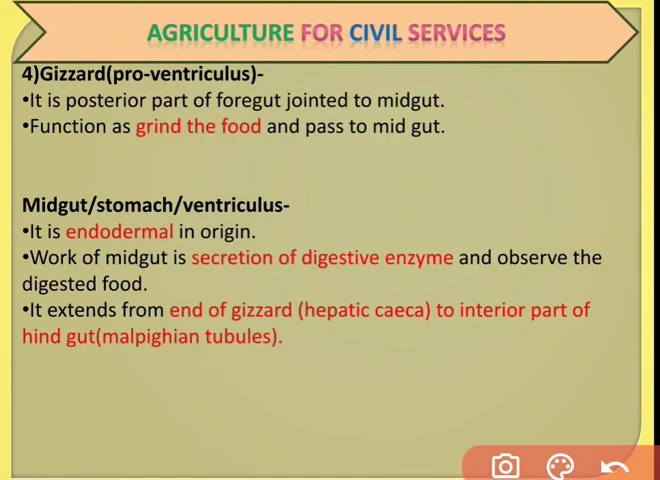 AGRICULTURE FOR CIVIL SERVICES
4)Gizzard(pro-ventriculus)-
•It is posterior part of foregut jointed to midgut.
•Function as grind the food and pass to mid gut.
Midgut/stomach/ventriculus-
•It is endodermal in origin.
•Work of midgut is secretion of digestive enzyme and observe the
digested food.
•It extends from end of gizzard (hepatic caeca) to interior part of
hind gut(malpighian tubules).